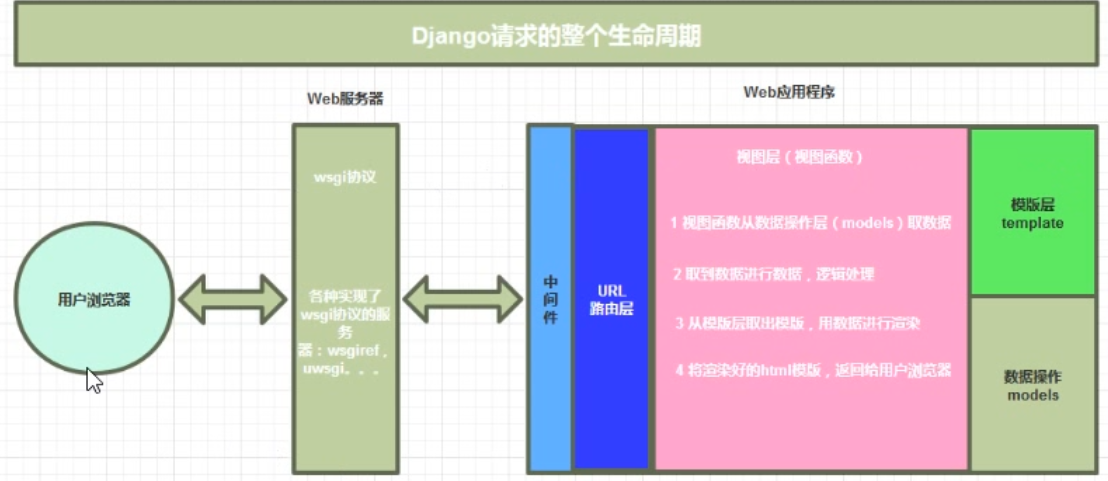 Django请求的整个生命周期
Web服务器
Web应用程序
wsgi协议
各种实现了
wsgi协议的服
务
器：wsgiref，
uwsgi。。。
用户浏览器
中
间
件
URL
路由层
视图层（视图函数）
1 视图函数从数据操作层（models）取数据
2 取到数据进行数据，逻辑处理
3 从模版层取出模版，用数据进行渲染
4 将渲染好的html模版，返回给用户浏览器
模版层
template
数据操作
models